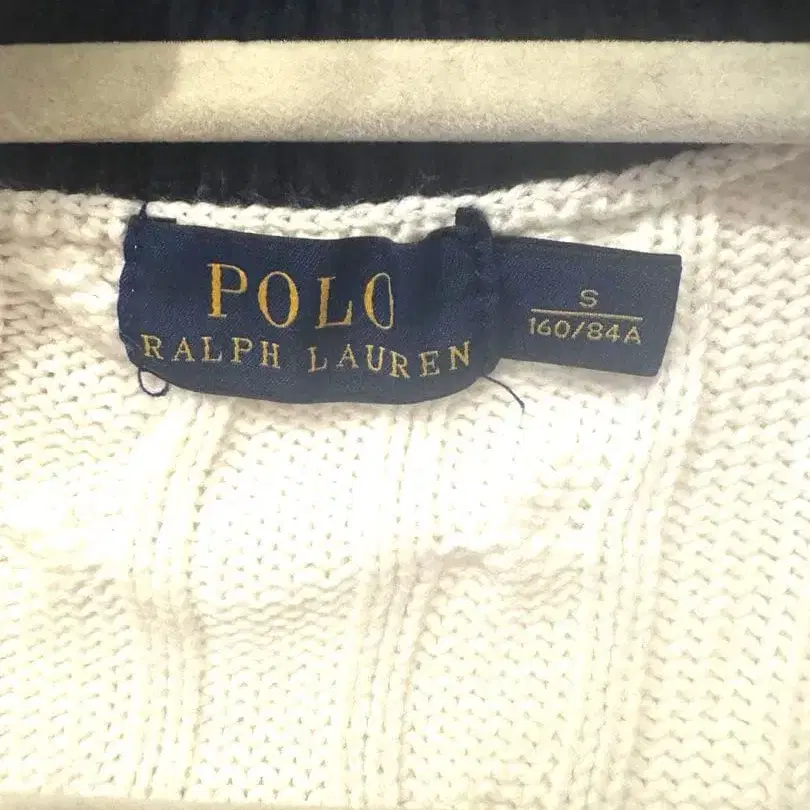 POLO
RALPH LAUREN
S
160/84A